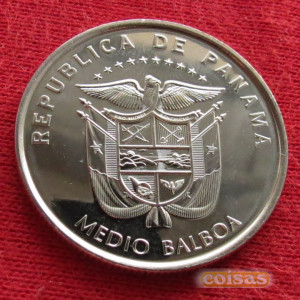 REPUBLICA DE PANAMA
MEDIO BALBOA
coisas